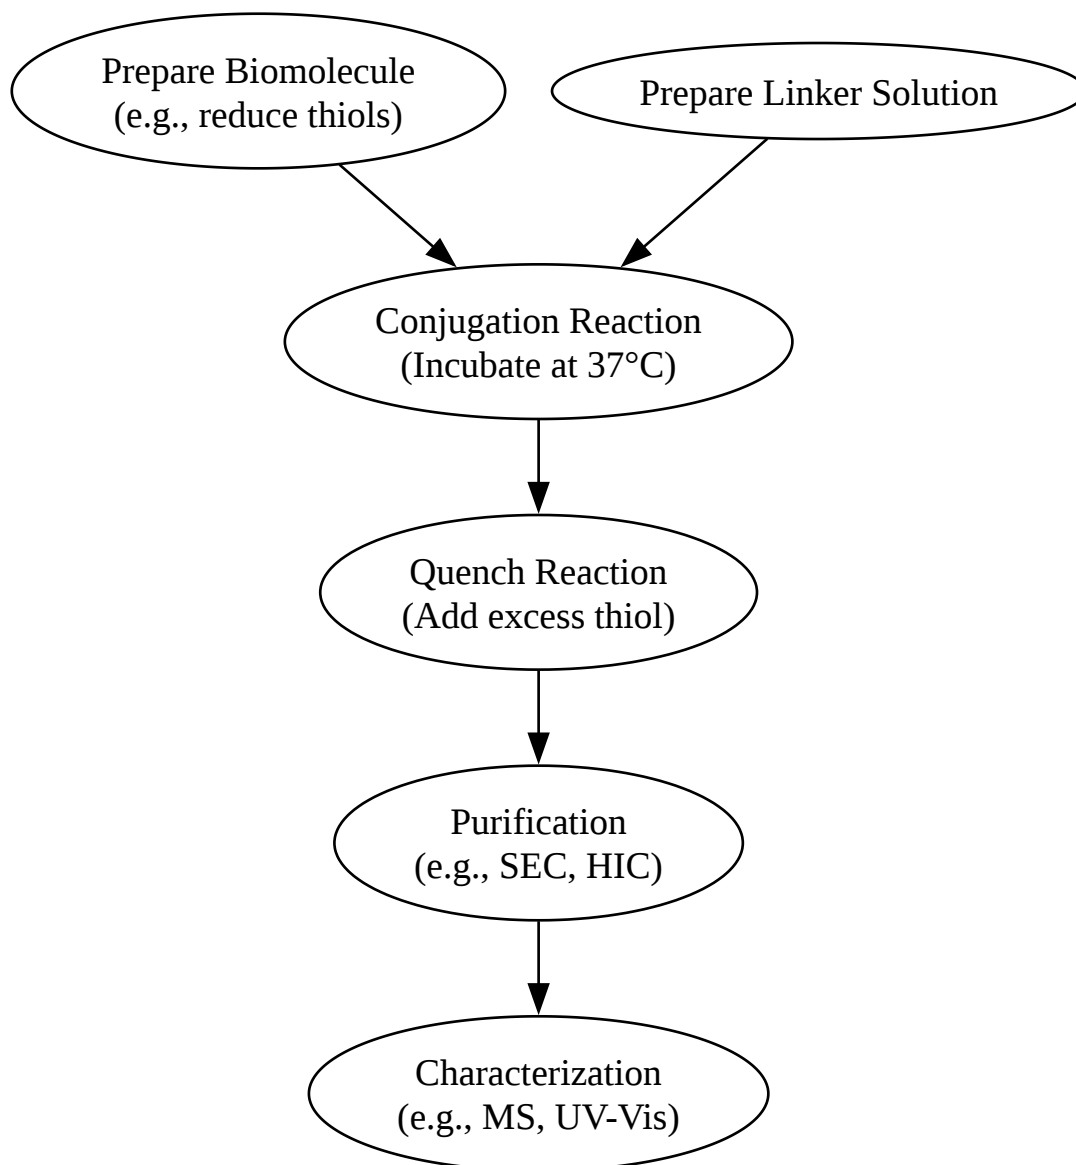 Prepare Biomolecule
(e.g., reduce thiols)
Prepare Linker Solution
Conjugation Reaction
(Incubate at 37°C)
Quench Reaction
(Add excess thiol)
Purification
(e.g., SEC, HIC)
Characterization
(e.g., MS, UV-Vis)